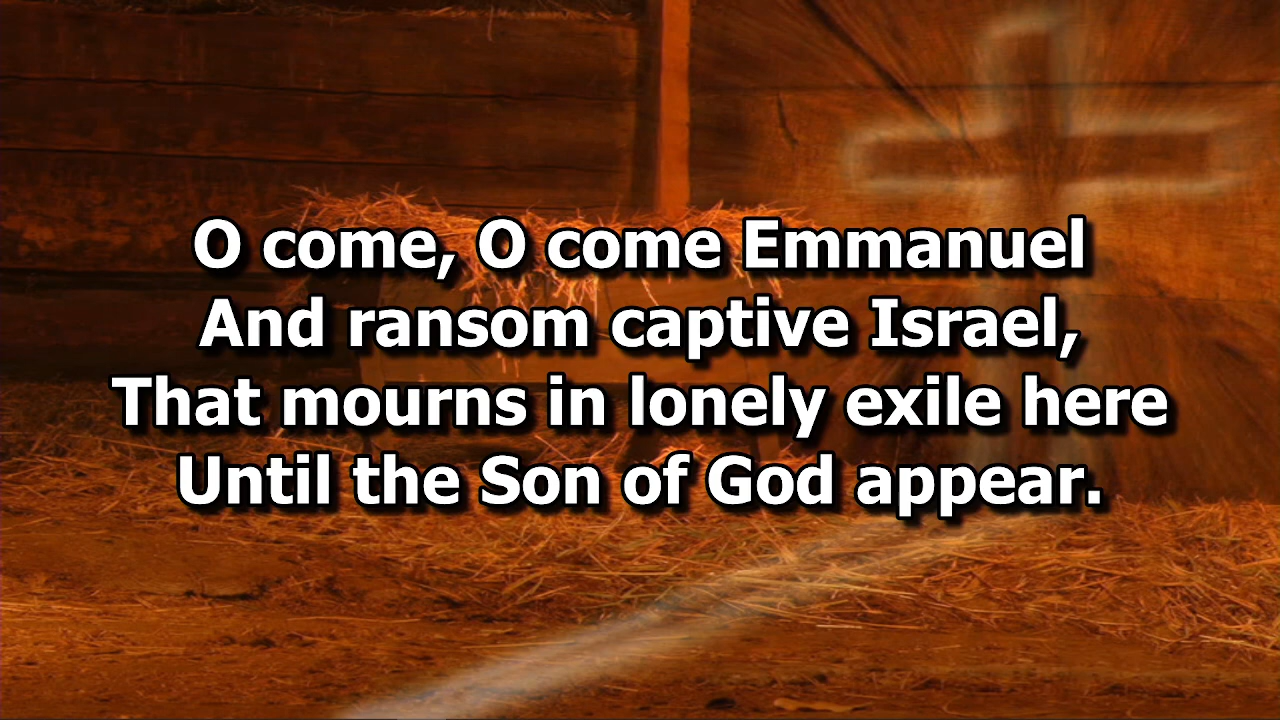 O come, O come Emmanuel
And ransom captive Israel,
That mourns in lonely exile here
Until the Son of God appear.